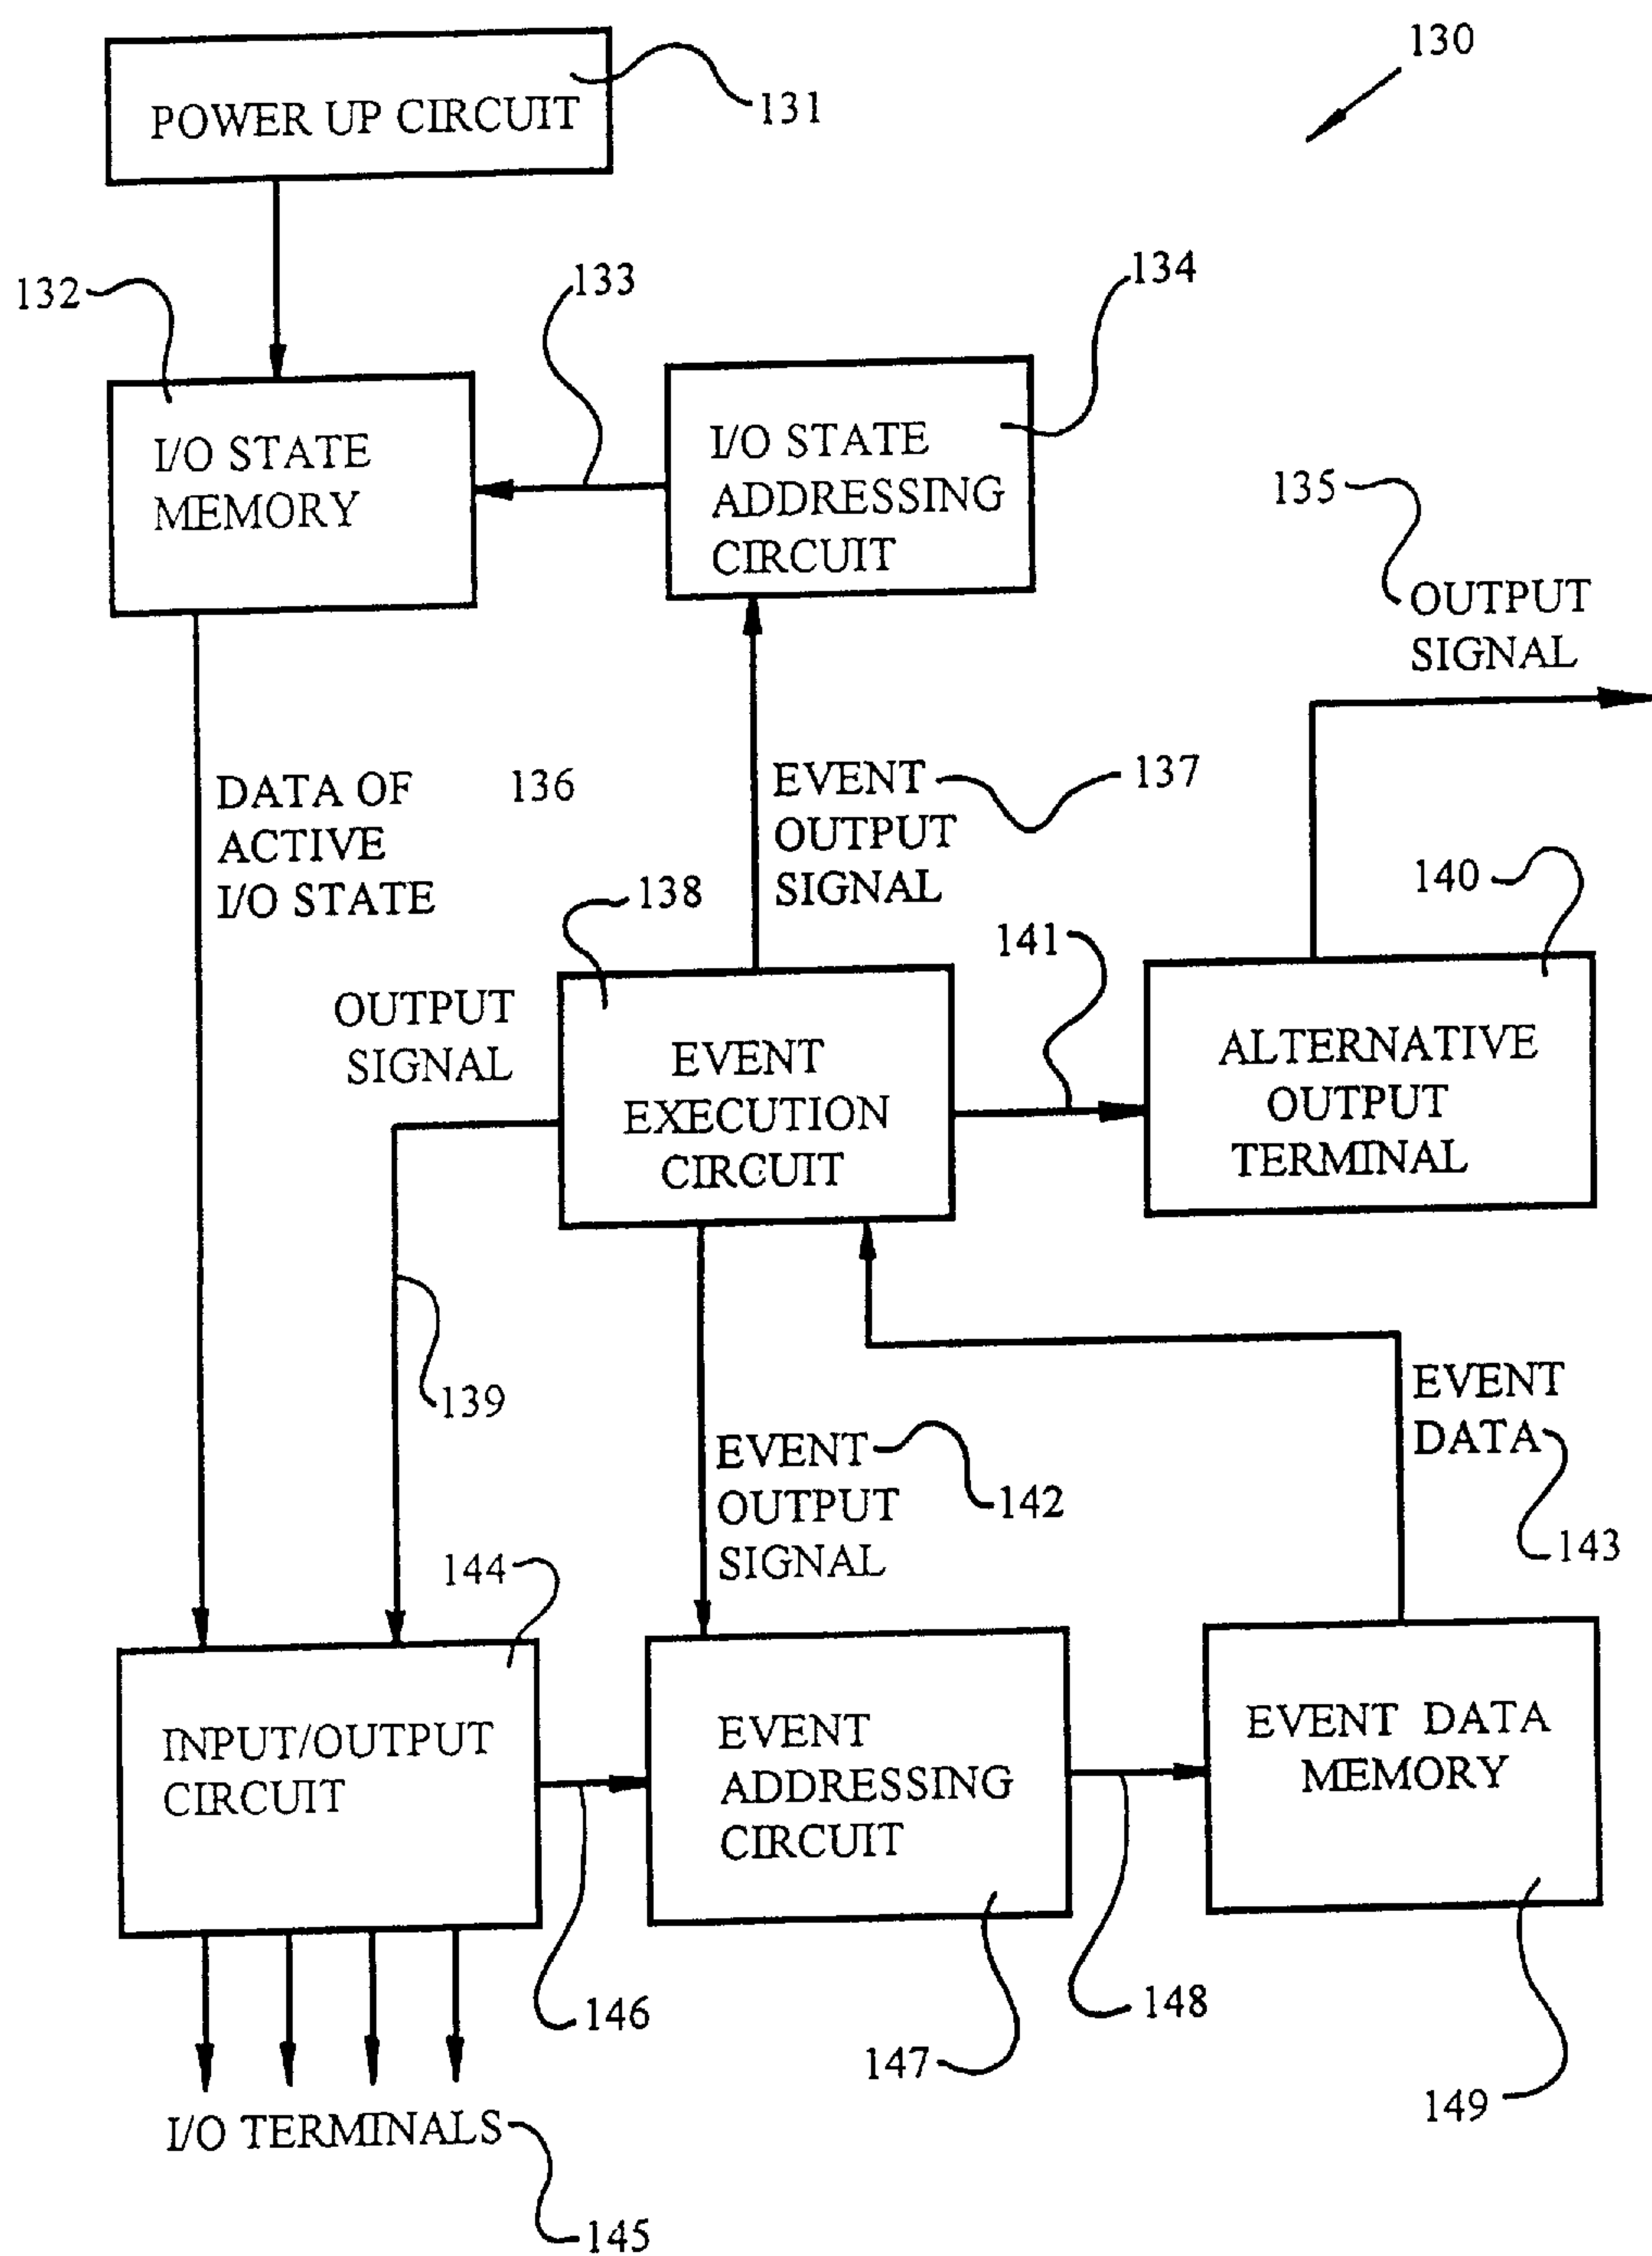 130
POWER UP CIRCUIT
131
132
133
134
I/O STATE
MEMORY
I/O STATE
ADDRESSING
CIRCUIT
135
OUTPUT
SIGNAL
DATA OF
ACTIVE
I/O STATE
136
EVENT
OUTPUT
SIGNAL
137
138
140
141
OUTPUT
SIGNAL
EVENT
EXECUTION
CIRCUIT
ALTERNATIVE
OUTPUT
TERMINAL
139
EVENT
OUTPUT
SIGNAL
142
EVENT
DATA
143
144
INPUT/OUTPUT
CIRCUIT
EVENT
ADDRESSING
CIRCUIT
EVENT DATA
MEMORY
146
147
148
149
I/O TERMINALS
145